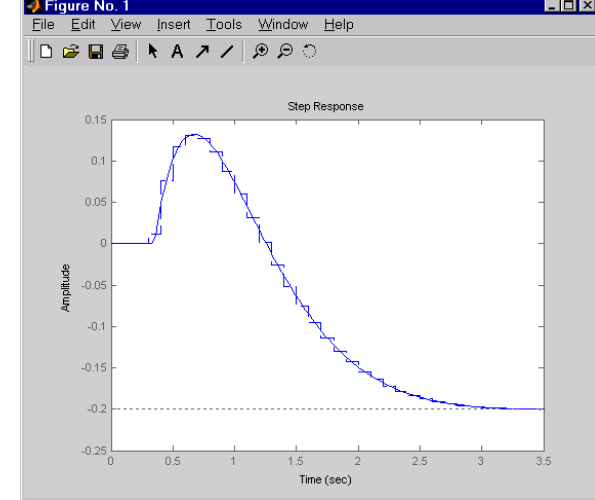 Figure No. 1
File Edit View Insert Tools Window Help
A
Step Response
0.15
0.1
0.05
0
-0.05
-0.1
-0.15
-0.2
-0.25
Amplitude
0 0.5 1 1.5 2 2.5 3 3.5
Time (sec)